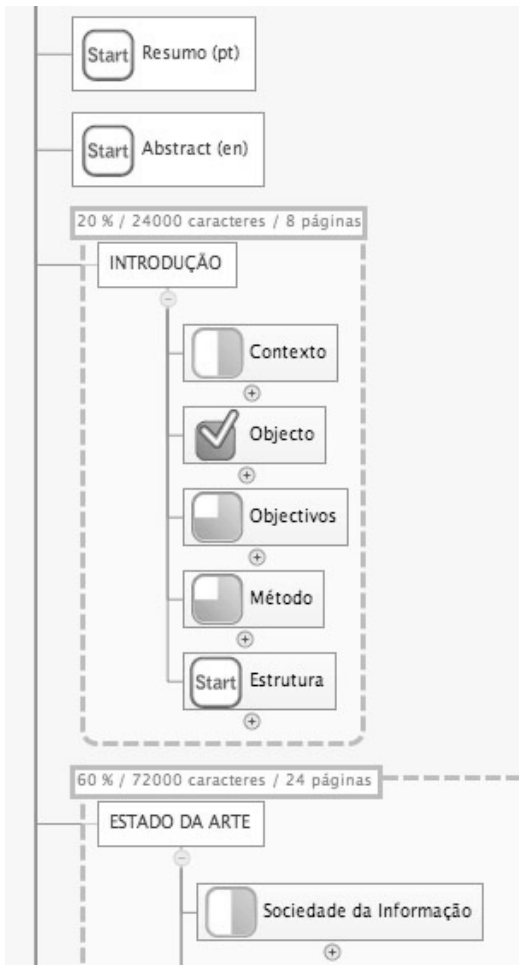 Start Resumo (pt)
Start Abstract (en)
20 % / 24000 caracteres / 8 páginas
INTRODUÇÃO
Contexto
Objecto
Objectivos
Método
Start Estrutura
60 % / 72000 caracteres / 24 páginas
ESTADO DA ARTE
Sociedade da Informação